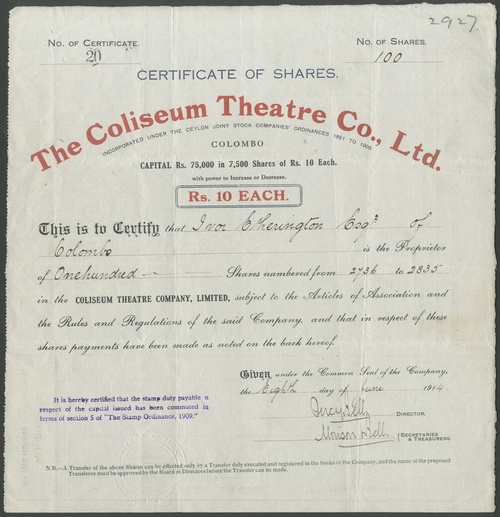 2927.
No. of Certificate.
20
No. of Shares.
100
CERTIFICATE OF SHARES.
The Coliseum Theatre Co., Ltd.
INCORPORATED UNDER THE CEYLON JOINT STOCK COMPANIES' ORDINANCES 1861 TO 1909.
COLOMBO
CAPITAL Rs. 75,000 in 7,500 Shares of Rs. 10 Each.
with power to Increase or Decrease.
Rs. 10 EACH.
This is to Certify that Ivor Etherington Esqr. of
Colombo is the Proprietor
of One hundred Shares numbered from 2736 to 2835
in the COLISEUM THEATRE COMPANY, LIMITED, subject to the Articles of Association and
the Rules and Regulations of the said Company, and that in respect of these
shares payments have been made as noted on the back hereof.
Given under the Common Seal of the Company,
the Eighth day of June 1914
DIRECTOR.
SECRETARIES
& TREASURERS
It is hereby certified that the stamp duty payable in
respect of the capital issued has been commuted in
terms of section 5 of "The Stamp Ordinance, 1909."
N.B.—A Transfer of the above Shares can be effected only by a Transfer duly executed and registered in the books of the Company, and the name of the proposed
Transferee must be approved by the Board of Directors before the Transfer can be made.